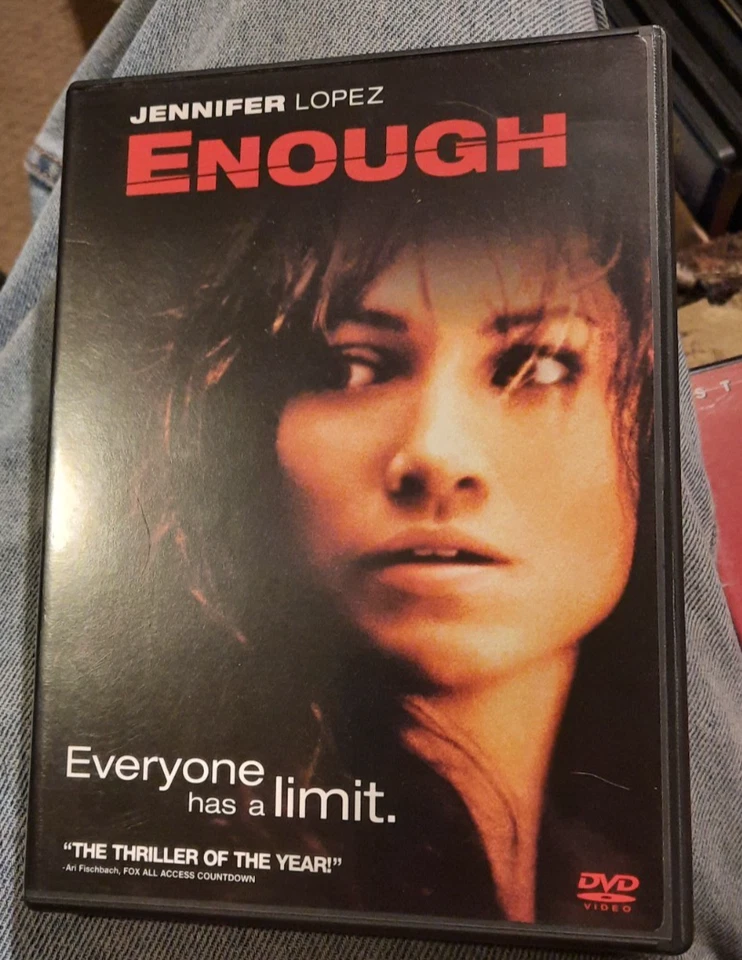 JENNIFER LOPEZ
ENOUGH
Everyone
has a limit.
“THE THRILLER OF THE YEAR!”
-Ari Fischbach, FOX ALL ACCESS COUNTDOWN
DVD
VIDEO
S T